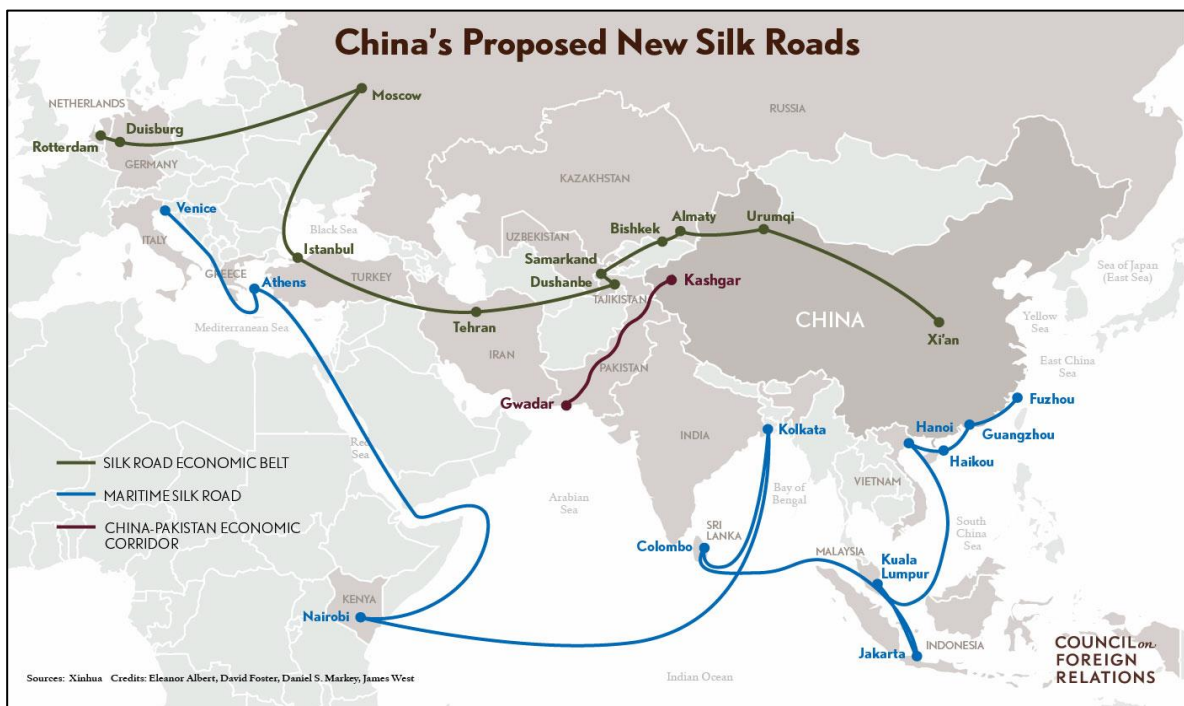 China's Proposed New Silk Roads
NETHERLANDS
Moscow
RUSSIA
Duisburg
Rotterdam
GERMANY
KAZAKHSTAN
Venice
Black Sea
Almaty
Urumqi
Bishkek
ITALY
UZBEKISTAN
Istanbul
Samarkand
Sea of Japan
(East Sea)
GREECE
Athens
TURKEY
Dushanbe
TAJIKISTAN
Kashgar
Mediterranean Sea
Tehran
CHINA
Yellow
Sea
Xi'an
IRAN
PAKISTAN
East China
Sea
Gwadar
Fuzhou
Kolkata
Hanoi
Guangzhou
INDIA
Haikou
Red
Sea
SILK ROAD ECONOMIC BELT
MARITIME SILK ROAD
CHINA-PAKISTAN ECONOMIC
CORRIDOR
Arabian
Sea
Bay of
Bengal
VIETNAM
SRI
LANKA
South
China
Sea
Colombo
MALAYSIA
Kuala
Lumpur
KENYA
Nairobi
INDONESIA
Jakarta
COUNCIL on
FOREIGN
RELATIONS
Sources: Xinhua Credits: Eleanor Albert, David Foster, Daniel S. Markey, James West
Indian Ocean